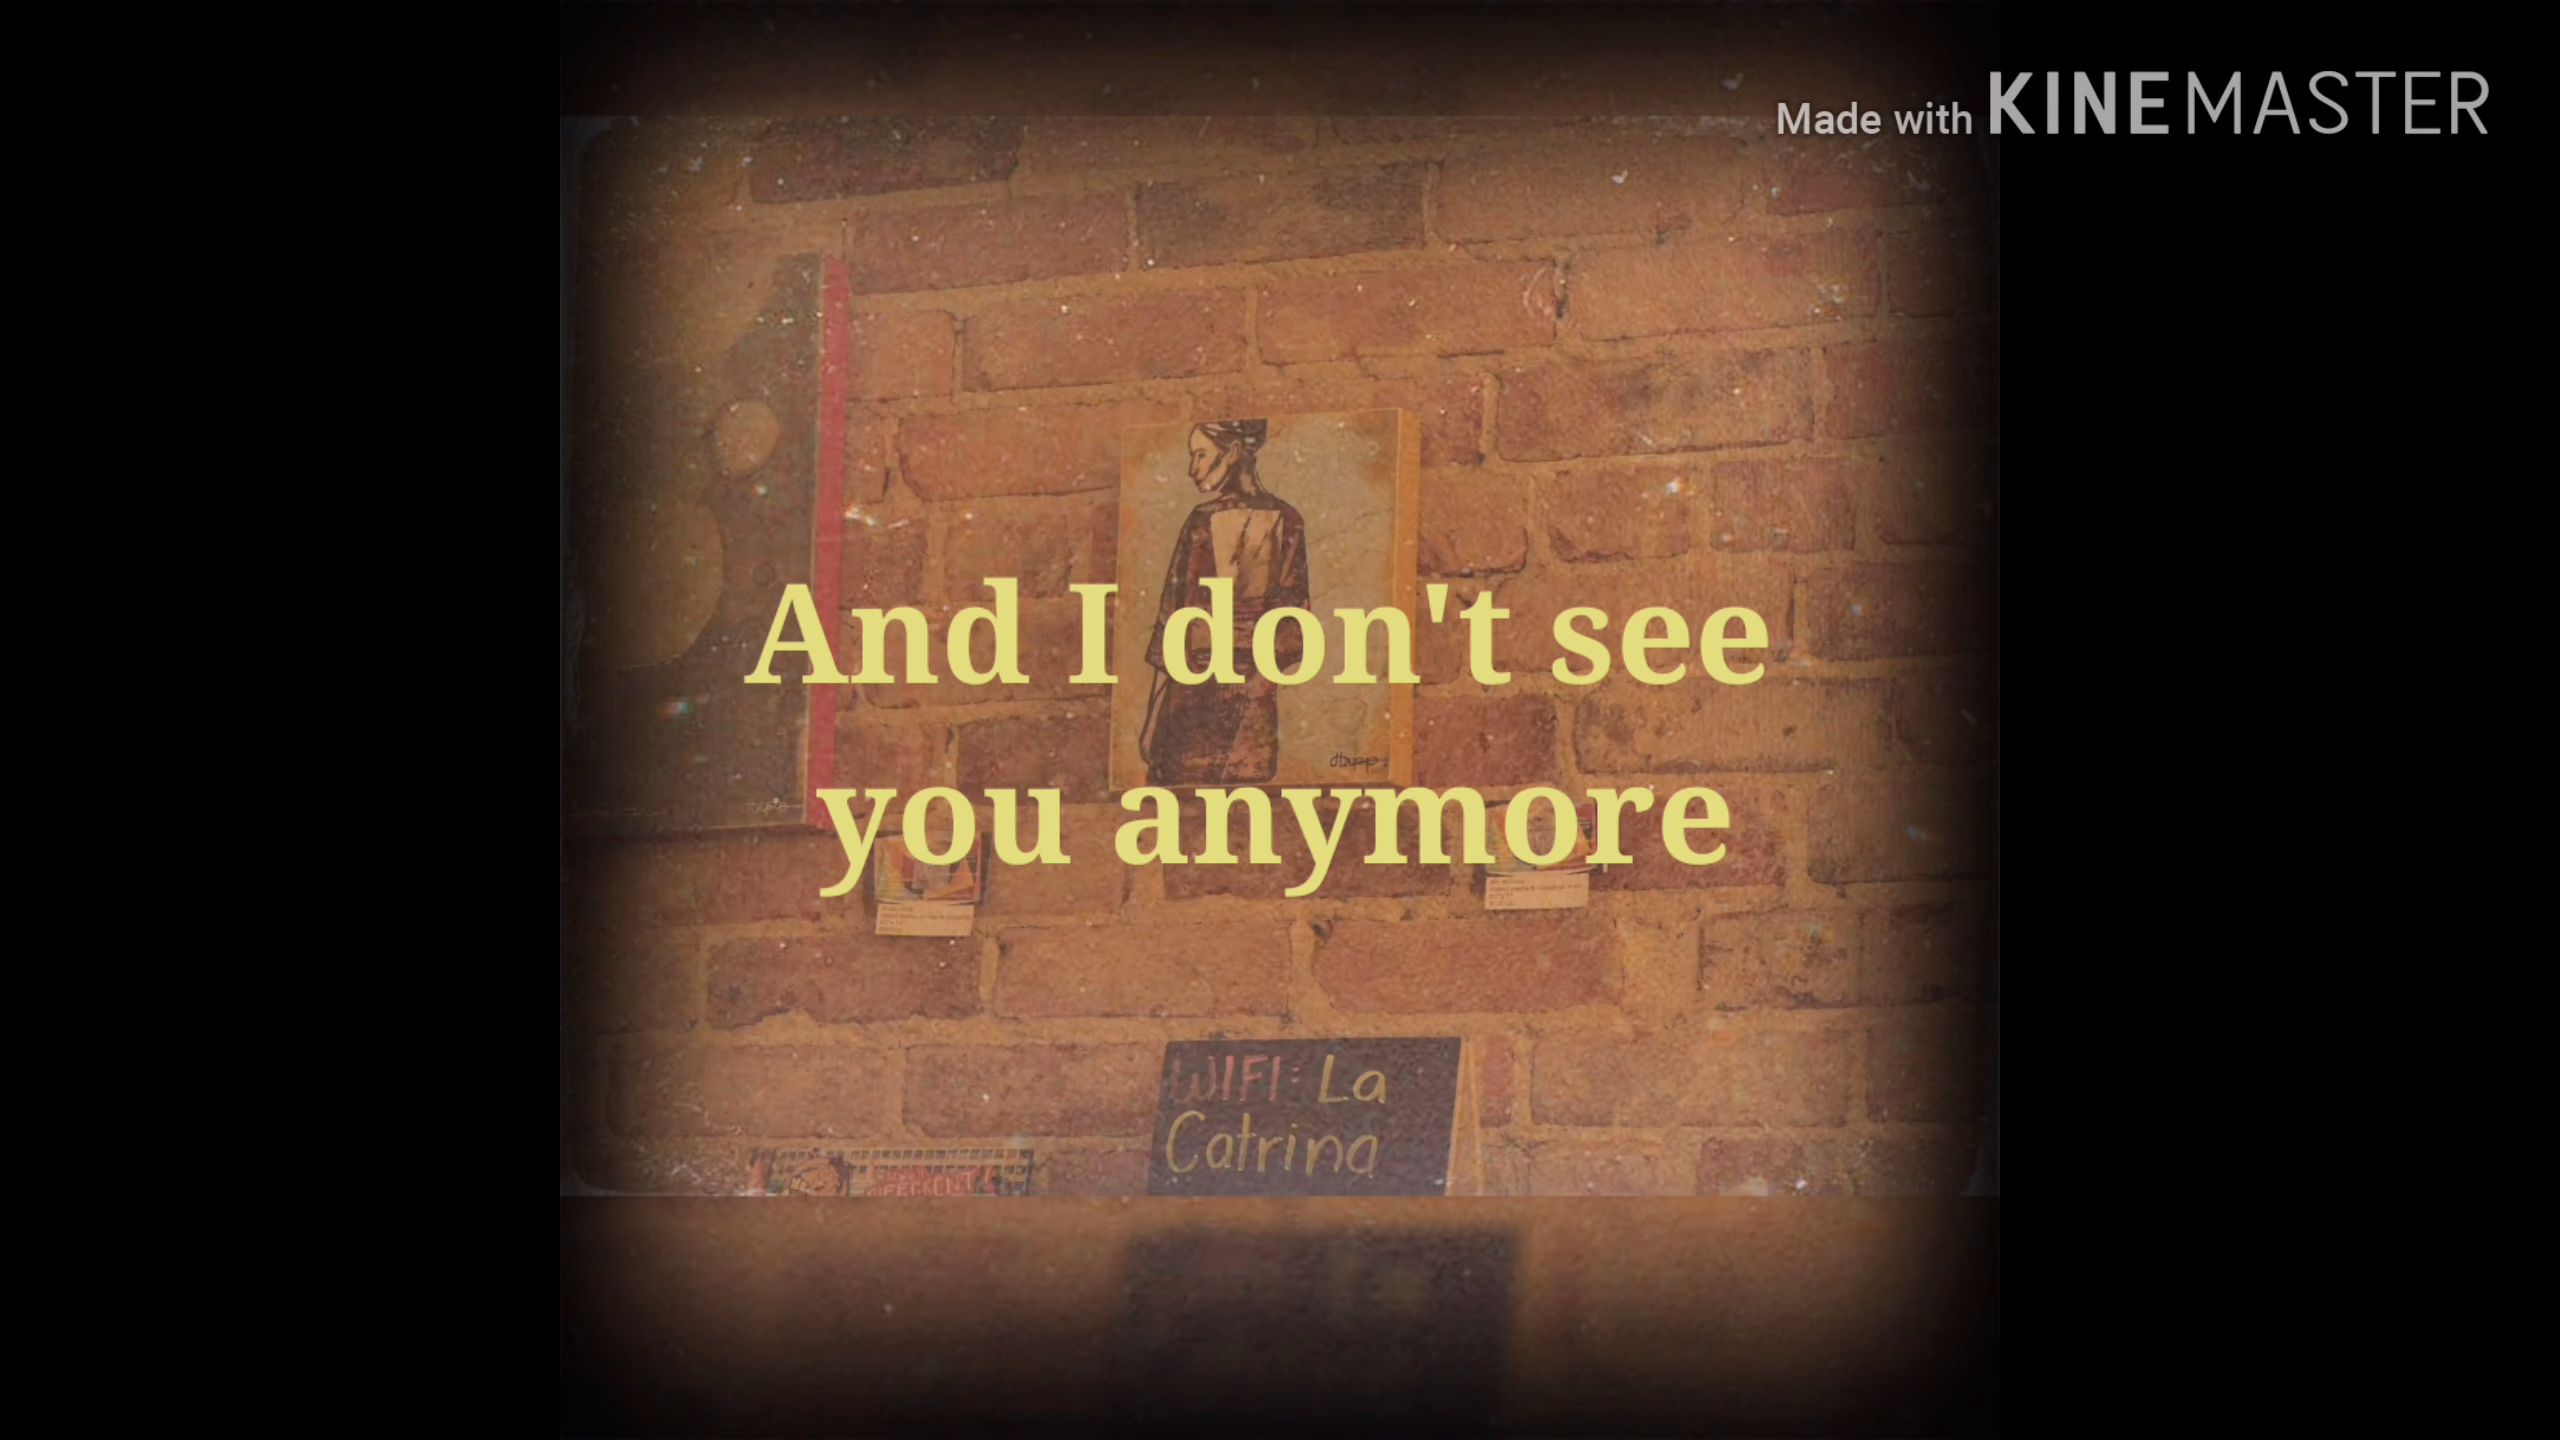 Made with KINEMASTER
And I don't see
you anymore
WIFI: La
Catrina